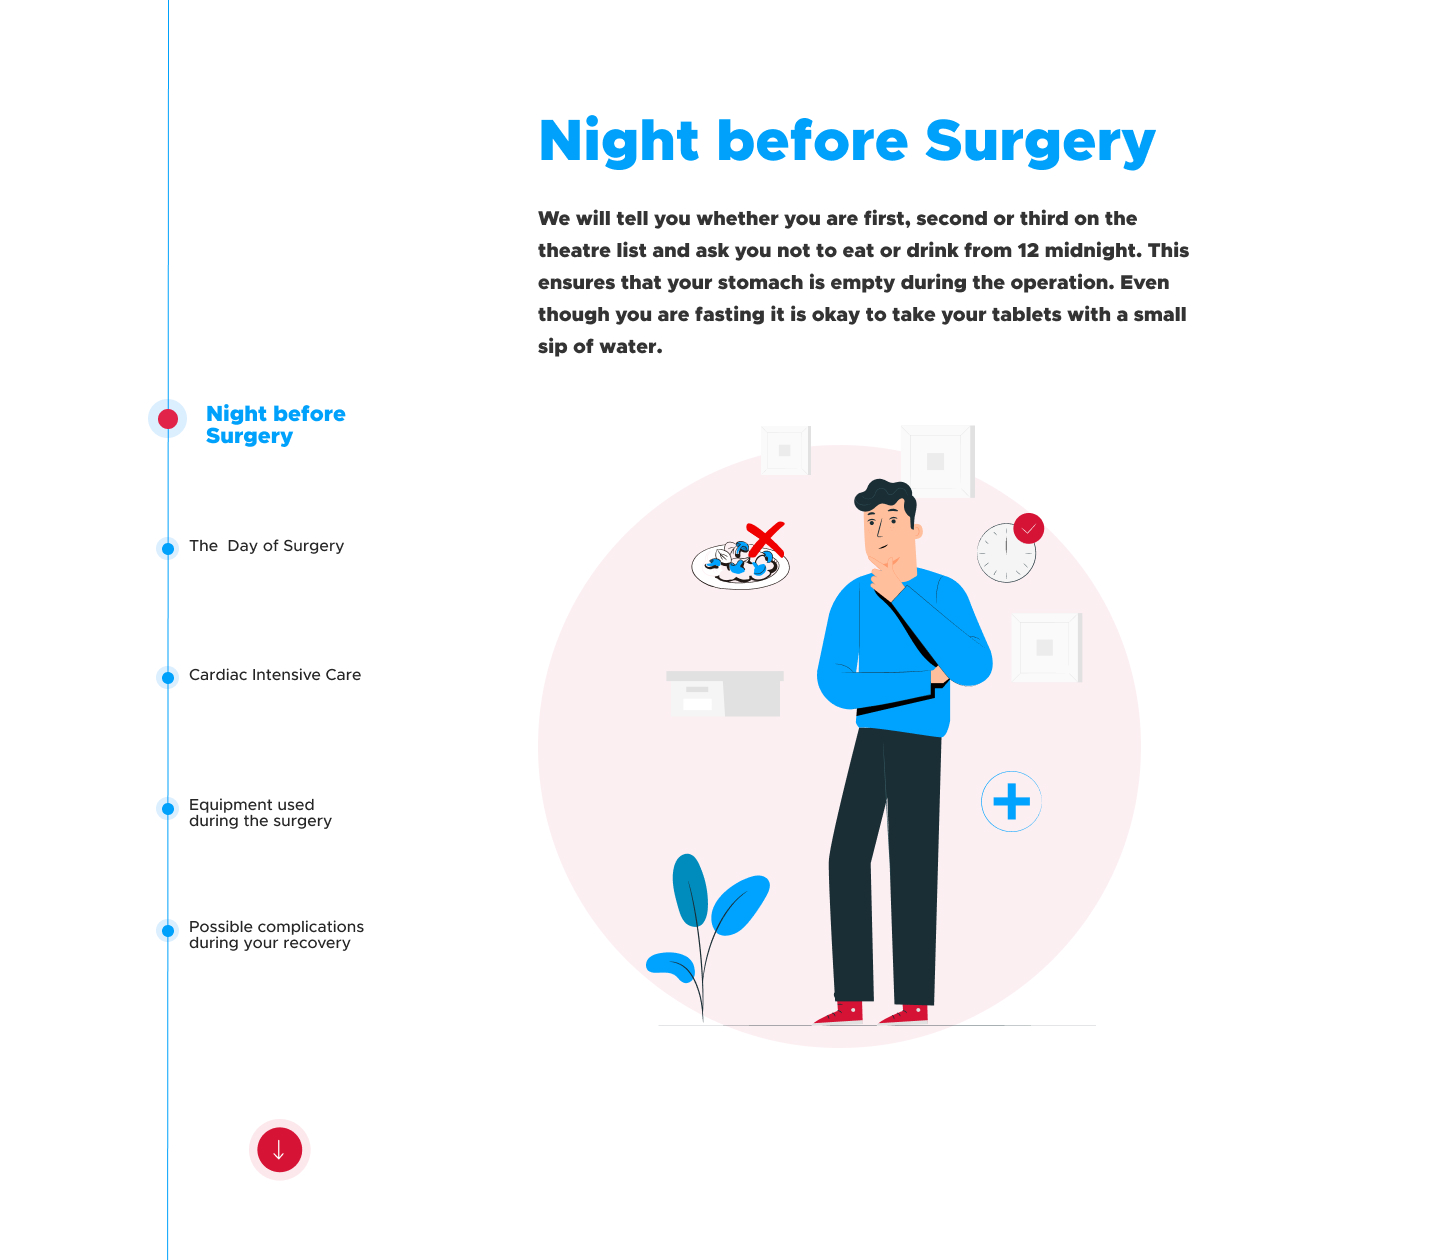 Night before Surgery
We will tell you whether you are first, second or third on the
theatre list and ask you not to eat or drink from 12 midnight. This
ensures that your stomach is empty during the operation. Even
though you are fasting it is okay to take your tablets with a small
sip of water.
Night before
Surgery
The  Day of Surgery
Cardiac Intensive Care
Equipment used
during the surgery
Possible complications
during your recovery